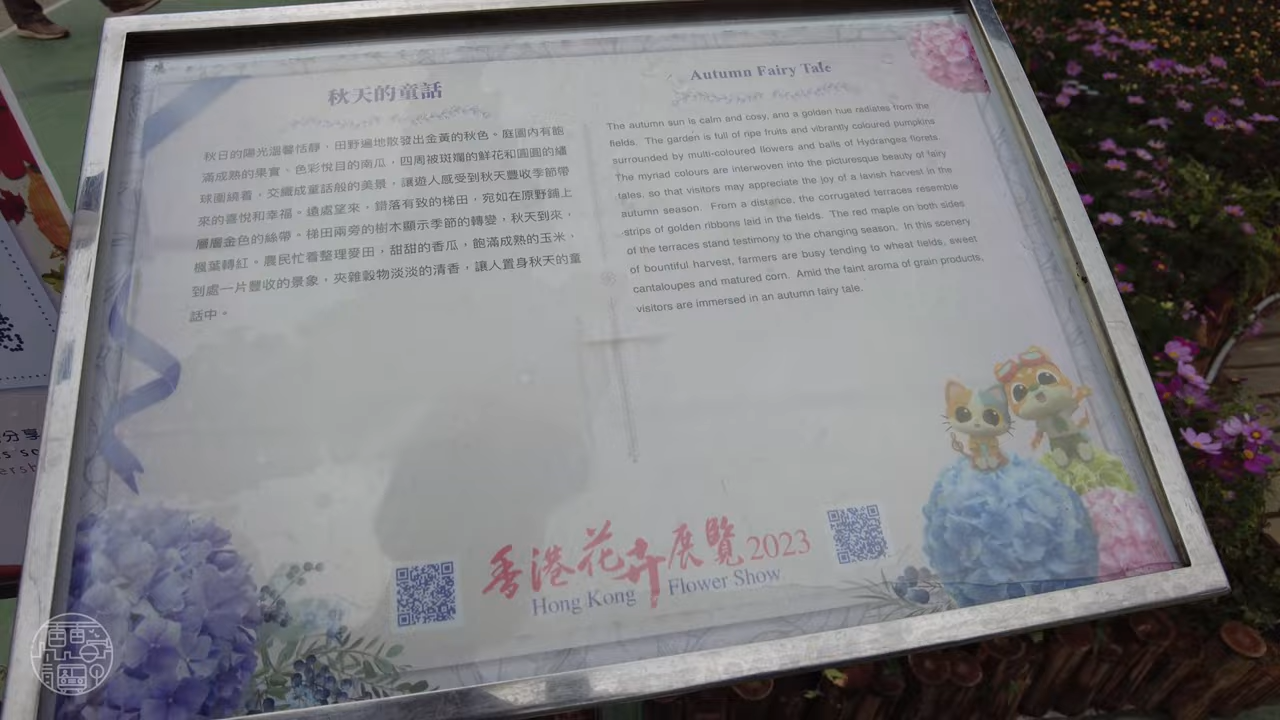 秋天的童話
秋日的陽光溫馨恬靜，田野遍地散發出金黃的秋色。庭園內有飽
滿成熟的果實、色彩悅目的南瓜，四周被斑斕的鮮花和圓圓的繡
球圍繞着，交織成童話般的美景，讓遊人感受到秋天豐收季節帶
來的喜悅和幸福。遠處望來，錯落有致的梯田，宛如在原野鋪上
層層金色的絲帶。梯田兩旁的樹木顯示季節的轉變，秋天到來，
楓葉轉紅。農民忙着整理麥田，甜甜的香瓜，飽滿成熟的玉米，
到處一片豐收的景象，夾雜穀物淡淡的清香，讓人置身秋天的童
話中。
Autumn Fairy Tale
The autumn sun is calm and cosy, and a golden hue radiates from the
fields. The garden is full of ripe fruits and vibrantly coloured pumpkins
surrounded by multi-coloured flowers and balls of Hydrangea florets.
The myriad colours are interwoven into the picturesque beauty of fairy
tales, so that visitors may appreciate the joy of a lavish harvest in the
autumn season. From a distance, the corrugated terraces resemble
strips of golden ribbons laid in the fields. The red maple on both sides
of the terraces stand testimony to the changing season. In this scenery
of bountiful harvest, farmers are busy tending to wheat fields, sweet
cantaloupes and matured corn. Amid the faint aroma of grain products,
visitors are immersed in an autumn fairy tale.
香港花卉展覽2023
Hong Kong Flower Show
分享